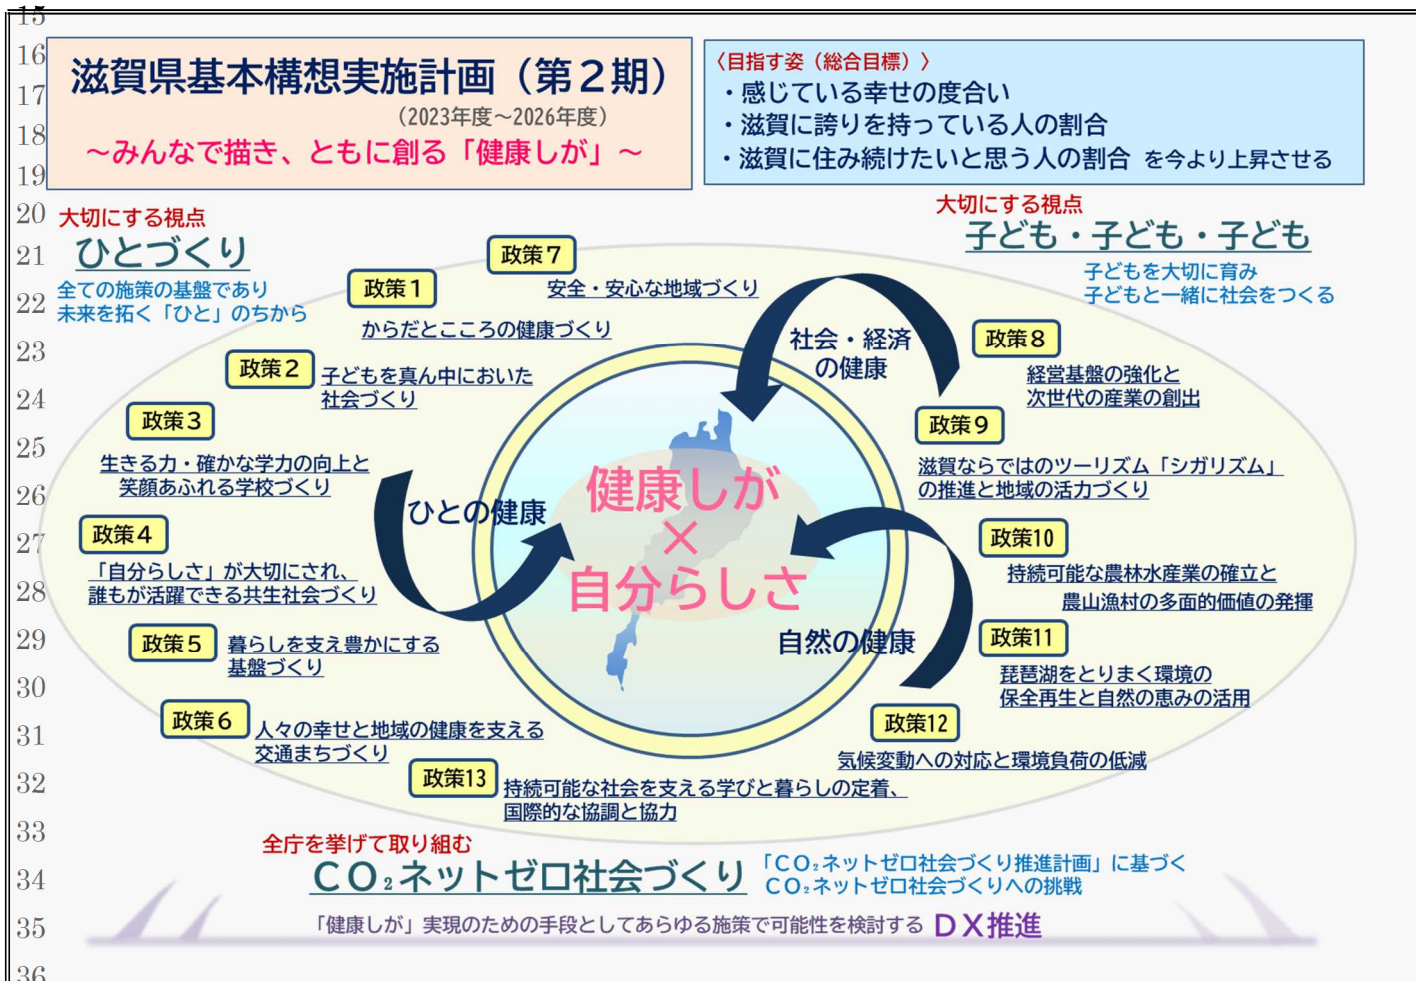 15
16
17
18
19
20
21
22
23
24
25
26
27
28
29
30
31
32
33
34
35
36
滋賀県基本構想実施計画（第２期）
（2023年度～2026年度）
～みんなで描き、ともに創る「健康しが」～
〈目指す姿（総合目標）〉
・感じている幸せの度合い
・滋賀に誇りを持っている人の割合
・滋賀に住み続けたいと思う人の割合 を今より上昇させる
大切にする視点
ひとづくり
全ての施策の基盤であり
未来を拓く「ひと」のちから
大切にする視点
子ども・子ども・子ども
子どもを大切に育み
子どもと一緒に社会をつくる
政策７
安全・安心な地域づくり
政策１
からだとこころの健康づくり
政策２
子どもを真ん中においた
社会づくり
政策３
生きる力・確かな学力の向上と
笑顔あふれる学校づくり
政策４
「自分らしさ」が大切にされ、
誰もが活躍できる共生社会づくり
政策５
暮らしを支え豊かにする
基盤づくり
政策６
人々の幸せと地域の健康を支える
交通まちづくり
政策13
持続可能な社会を支える学びと暮らしの定着、
国際的な協調と協力
社会・経済
の健康
ひとの健康
自然の健康
健康しが
×
自分らしさ
政策８
経営基盤の強化と
次世代の産業の創出
政策９
滋賀ならではのツーリズム「シガリズム」
の推進と地域の活力づくり
政策10
持続可能な農林水産業の確立と
農山漁村の多面的価値の発揮
政策11
琵琶湖をとりまく環境の
保全再生と自然の恵みの活用
政策12
気候変動への対応と環境負荷の低減
全庁を挙げて取り組む
ＣＯ₂ネットゼロ社会づくり
「ＣＯ₂ネットゼロ社会づくり推進計画」に基づく
ＣＯ₂ネットゼロ社会づくりへの挑戦
「健康しが」実現のための手段としてあらゆる施策で可能性を検討する ＤＸ推進